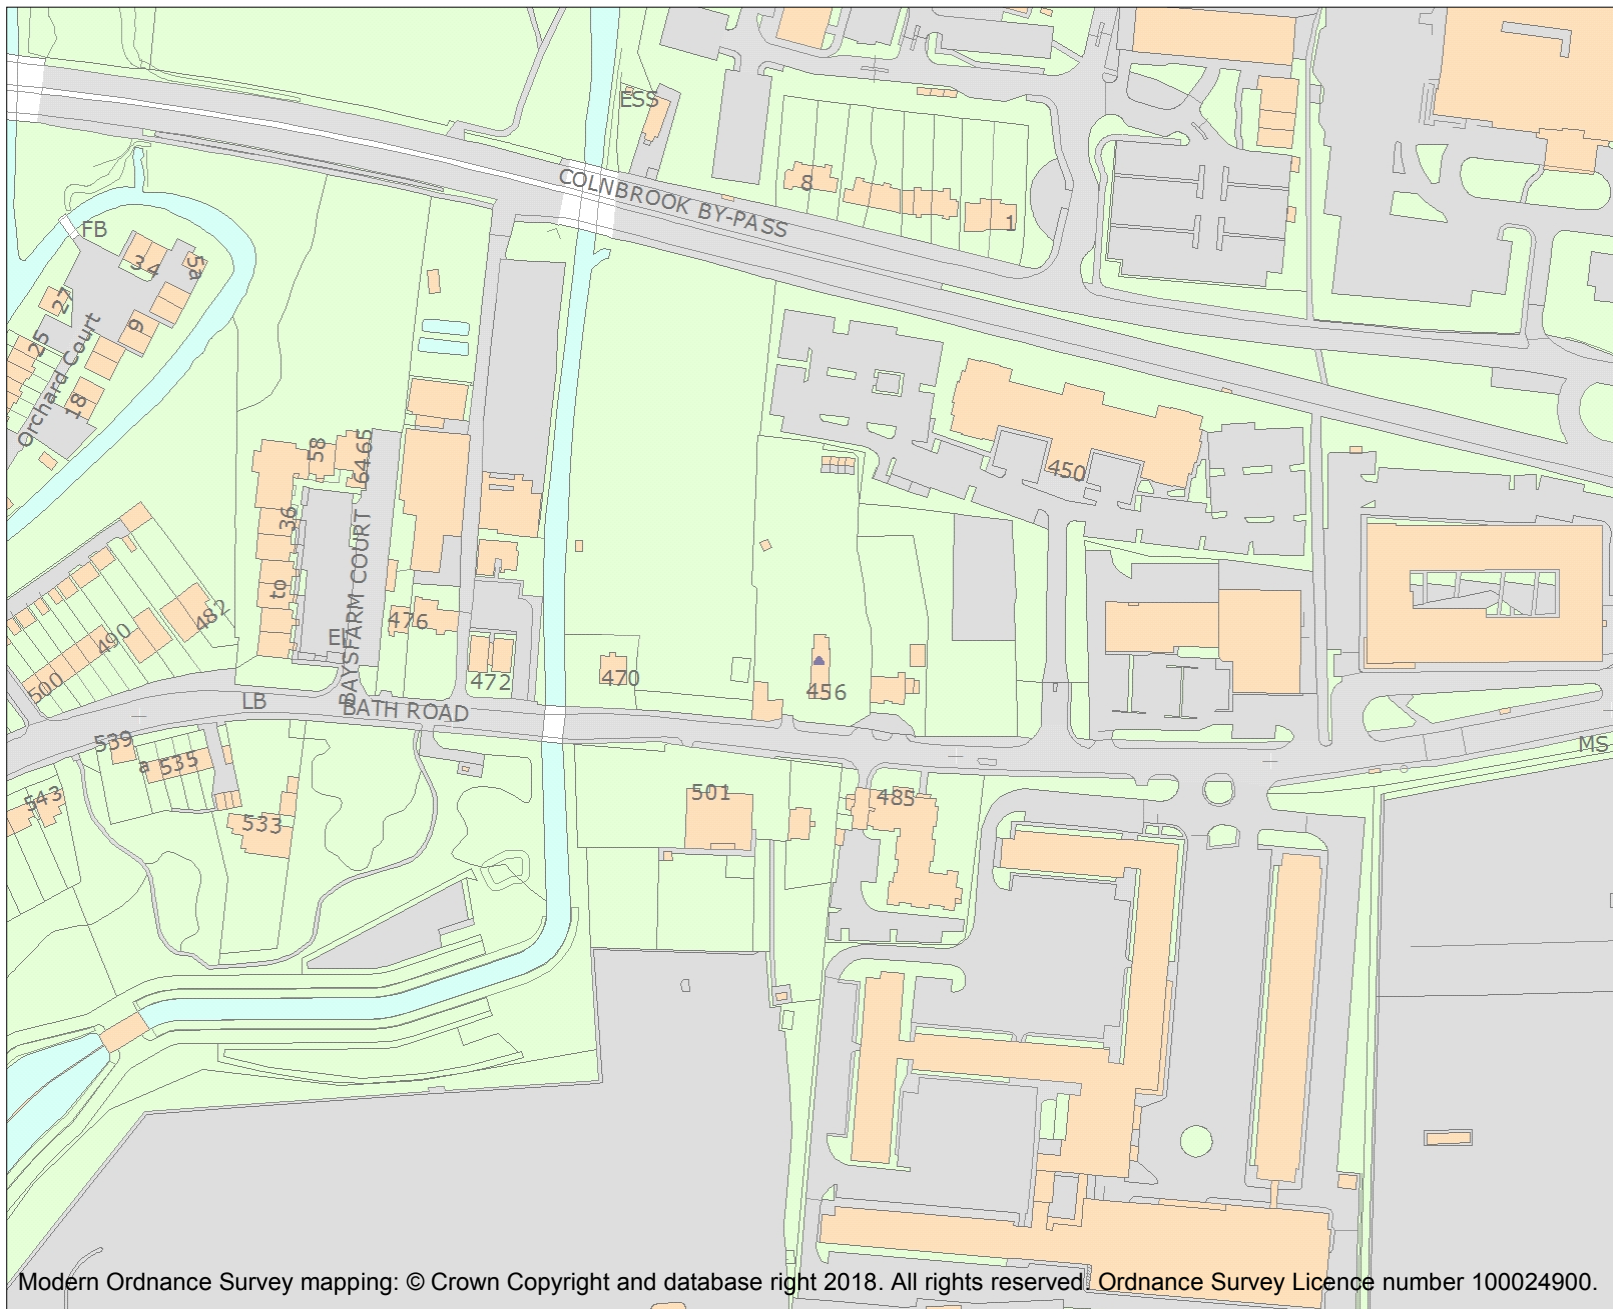 ESS
COLNBROOK BY-PASS
8
1
FB
34
5a
27
9
25
Orchard Court
18
58
6465
36
450
to
BAYSFARM COURT
El
476
482
490
500
472
470
456
LB
BATH ROAD
539
a
535
MS
543
533
501
485
Modern Ordnance Survey mapping: © Crown Copyright and database right 2018. All rights reserved. Ordnance Survey Licence number 100024900.